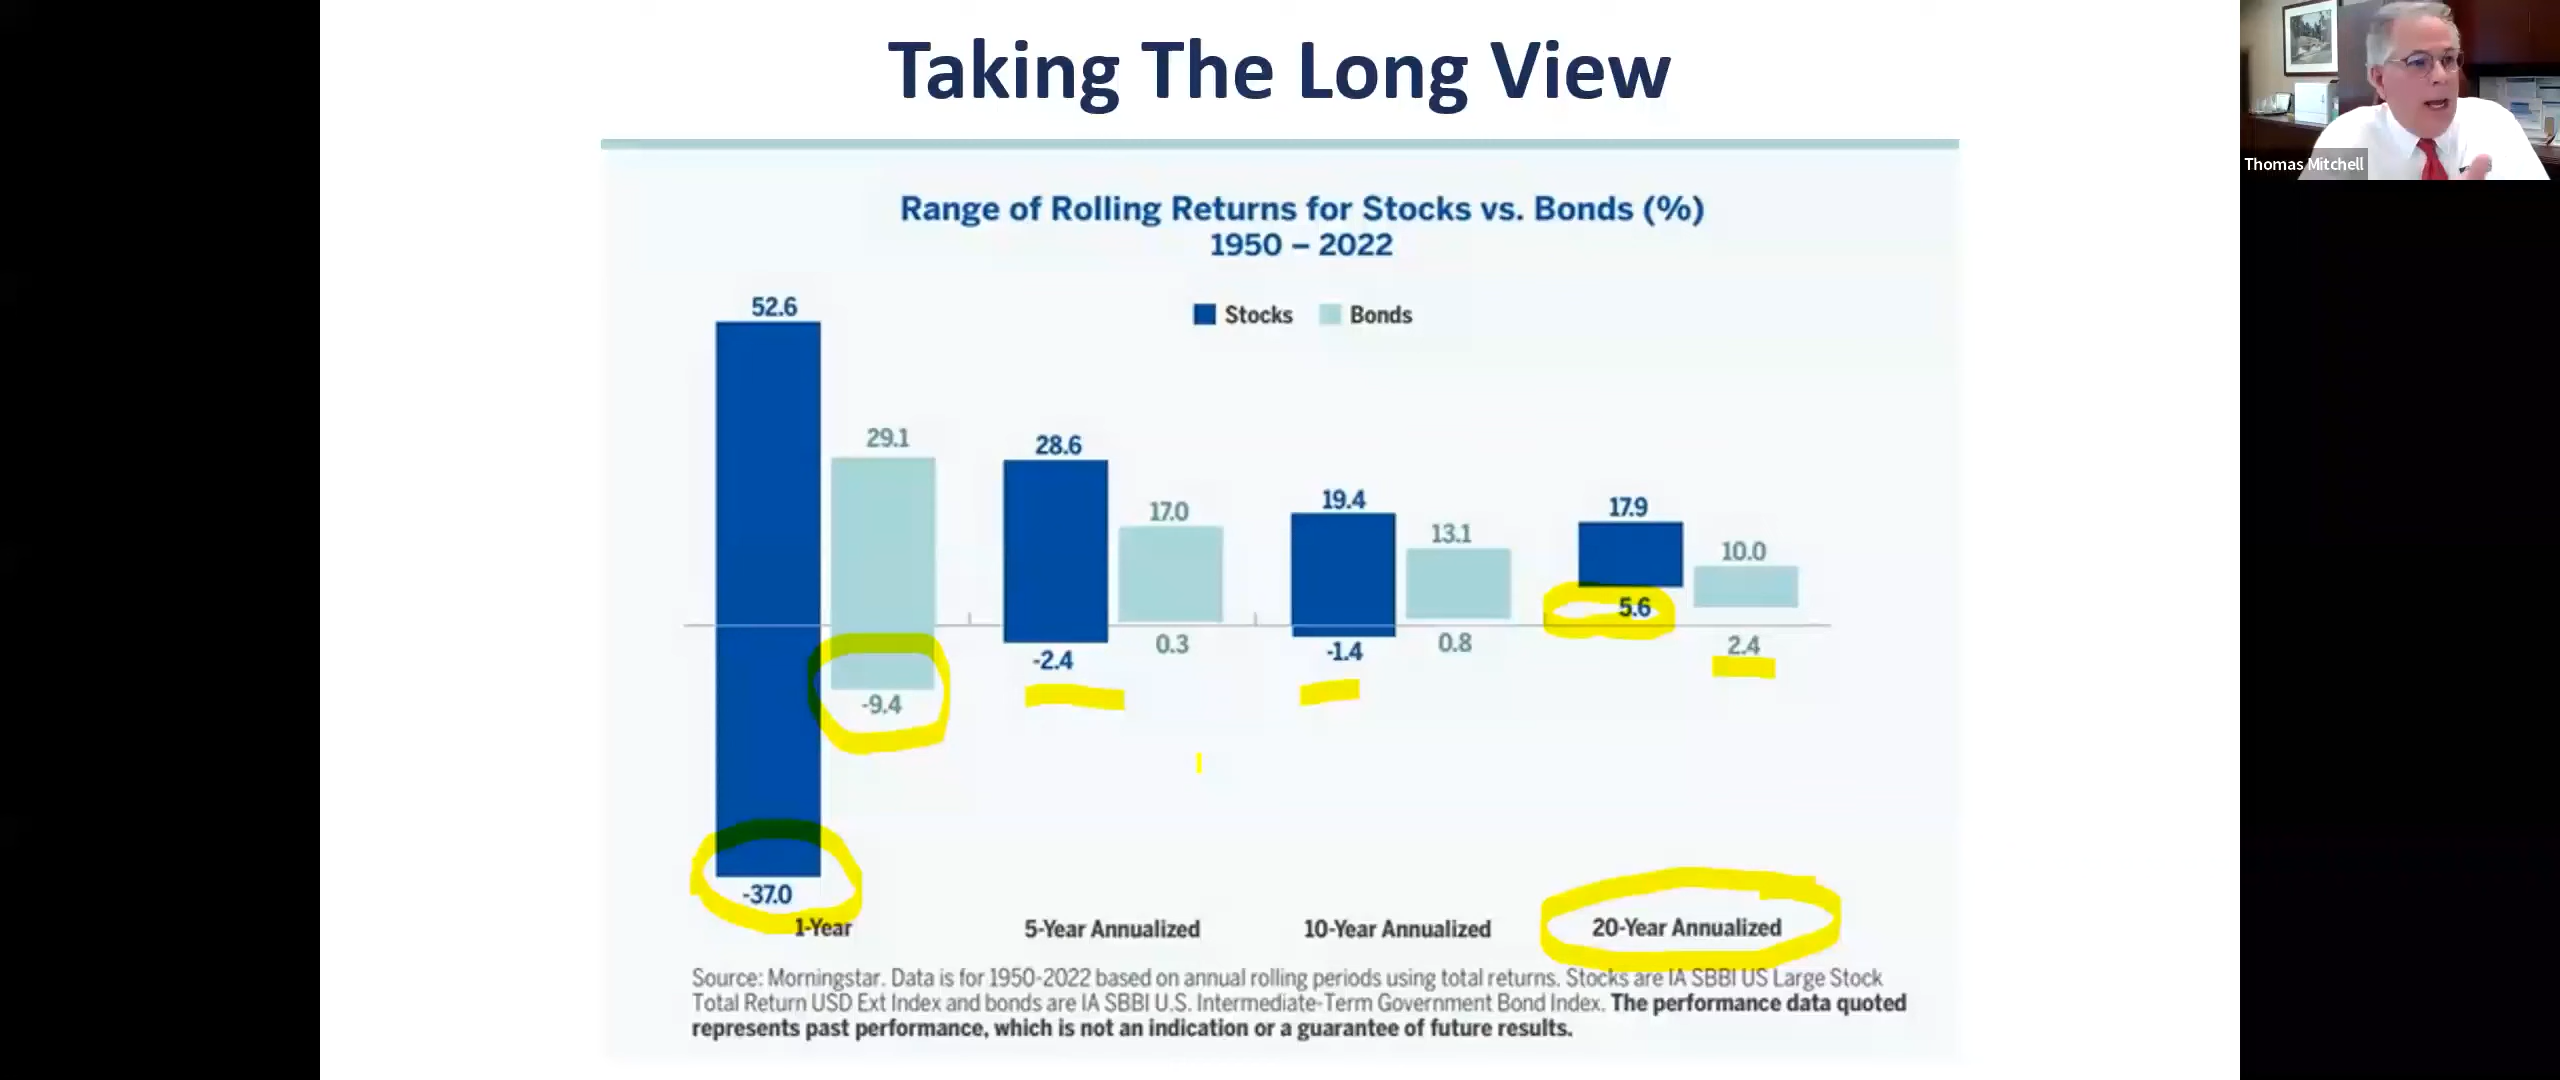 Taking The Long View
Thomas Mitchell
Range of Rolling Returns for Stocks vs. Bonds (%)
1950 – 2022
Stocks Bonds
52.6
29.1
28.6
17.0
19.4
13.1
17.9
10.0
-37.0
-9.4
-2.4
0.3
-1.4
0.8
5.6
2.4
1-Year 5-Year Annualized 10-Year Annualized 20-Year Annualized
Source: Morningstar. Data is for 1950-2022 based on annual rolling periods using total returns. Stocks are IA SBBI US Large Stock
Total Return USD Ext Index and bonds are IA SBBI U.S. Intermediate-Term Government Bond Index. The performance data quoted
represents past performance, which is not an indication or a guarantee of future results.